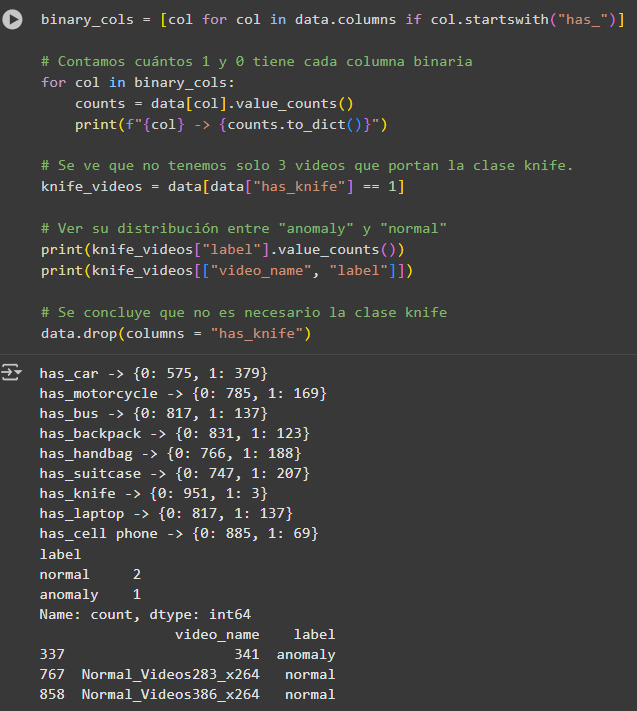 binary_cols = [col for col in data.columns if col.startswith("has_")]
# Contamos cuántos 1 y 0 tiene cada columna binaria
for col in binary_cols:
    counts = data[col].value_counts()
    print(f"{col} -> {counts.to_dict()}")
# Se ve que no tenemos solo 3 videos que portan la clase knife.
knife_videos = data[data["has_knife"] == 1]
# Ver su distribución entre "anomaly" y "normal"
print(knife_videos["label"].value_counts())
print(knife_videos[["video_name", "label"]])
# Se concluye que no es necesario la clase knife
data.drop(columns = "has_knife")
has_car -> {0: 575, 1: 379}
has_motorcycle -> {0: 785, 1: 169}
has_bus -> {0: 817, 1: 137}
has_backpack -> {0: 831, 1: 123}
has_handbag -> {0: 766, 1: 188}
has_suitcase -> {0: 747, 1: 207}
has_knife -> {0: 951, 1: 3}
has_laptop -> {0: 817, 1: 137}
has_cell phone -> {0: 885, 1: 69}
label
normal     2
anomaly    1
Name: count, dtype: int64
                video_name    label
337                    341  anomaly
767  Normal_Videos283_x264   normal
858  Normal_Videos386_x264   normal